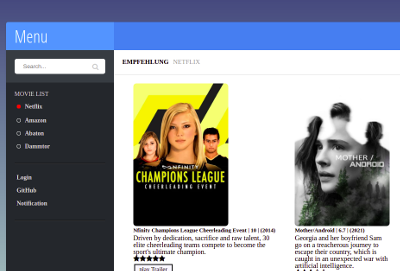 Menu
Search...
EMPFEHLUNG NETFLIX
MOVIE LIST
Netflix
Amazon
Abaton
Dammtor
Login
GitHub
Notification
NFINITY
CHAMPIONS LEAGUE
CHEERLEADING EVENT
Nfinity Champions League Cheerleading Event | 10 | (2014)
Driven by dedication, sacrifice and raw talent, 30
elite cheerleading teams compete to become the
sport's ultimate champion.
play Trailer
MOTHER /
ANDROID
Mother/Android | 6.7 | (2021)
Georgia and her boyfriend Sam
go on a treacherous journey to
escape their country, which is
caught in an unexpected war with
artificial intelligence.